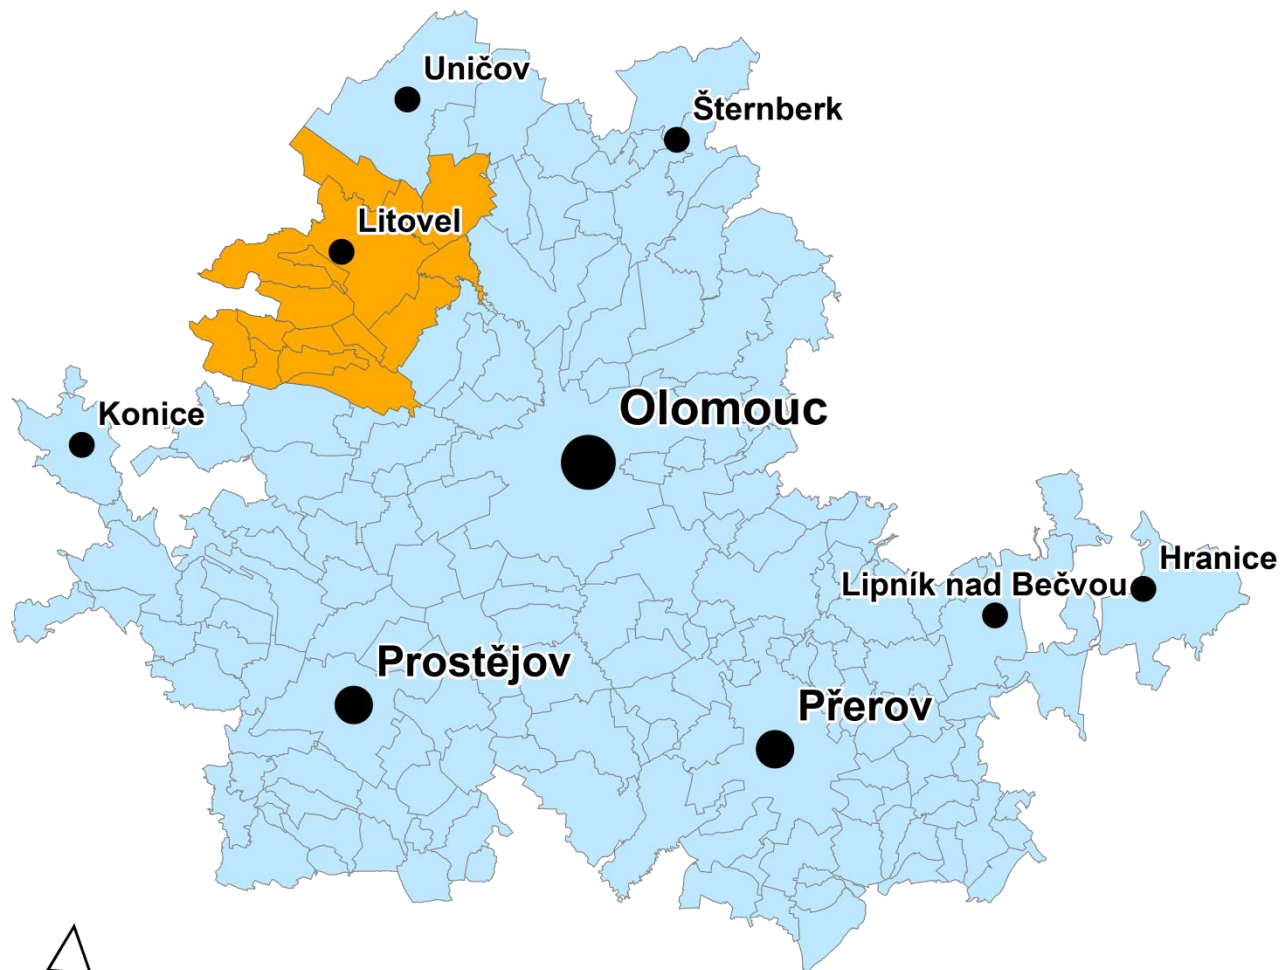 Uničov
Šternberk
Litovel
Konice
Olomouc
Hranice
Lipník nad Bečvou
Prostějov
Přerov